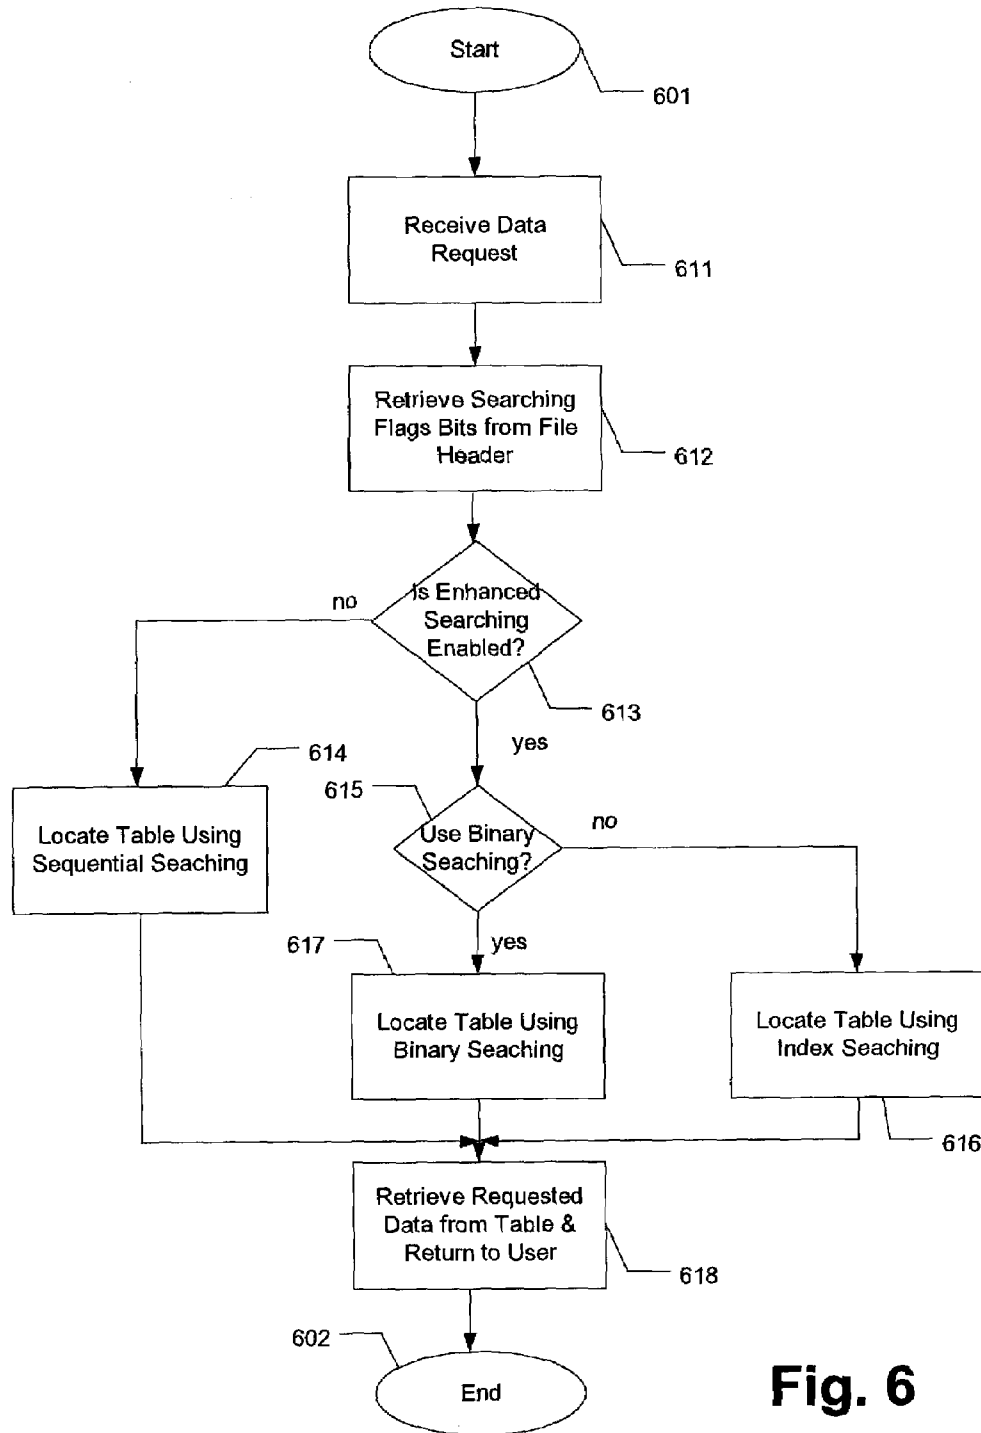 Start
601
Receive Data
Request
611
Retrieve Searching
Flags Bits from File
Header
612
Is Enhanced
Searching
Enabled?
no
613
yes
614
Locate Table Using
Sequential Seaching
615
Use Binary
Seaching?
no
yes
617
Locate Table Using
Binary Seaching
Locate Table Using
Index Seaching
616
Retrieve Requested
Data from Table &
Return to User
618
602
End
Fig. 6